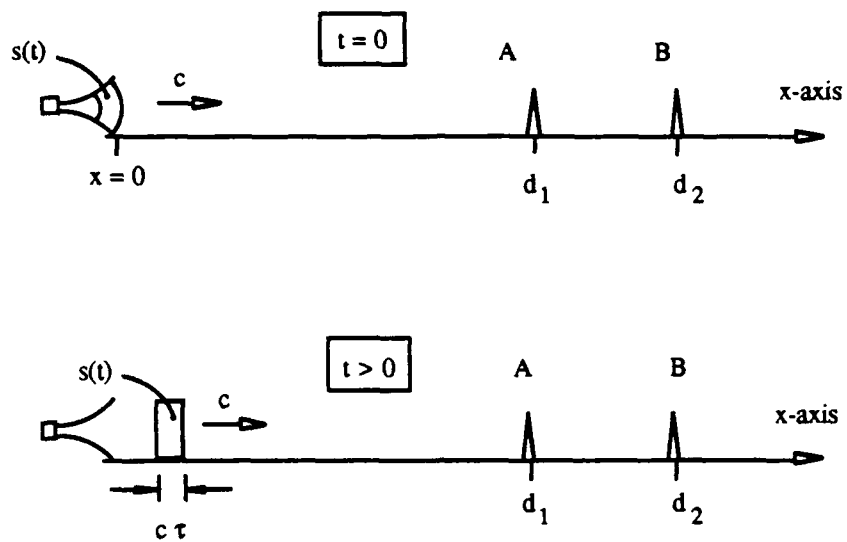 t = 0
s(t)
A
B
c
x-axis
x = 0
d1
d2
t > 0
s(t)
A
B
c
x-axis
d1
d2
c τ